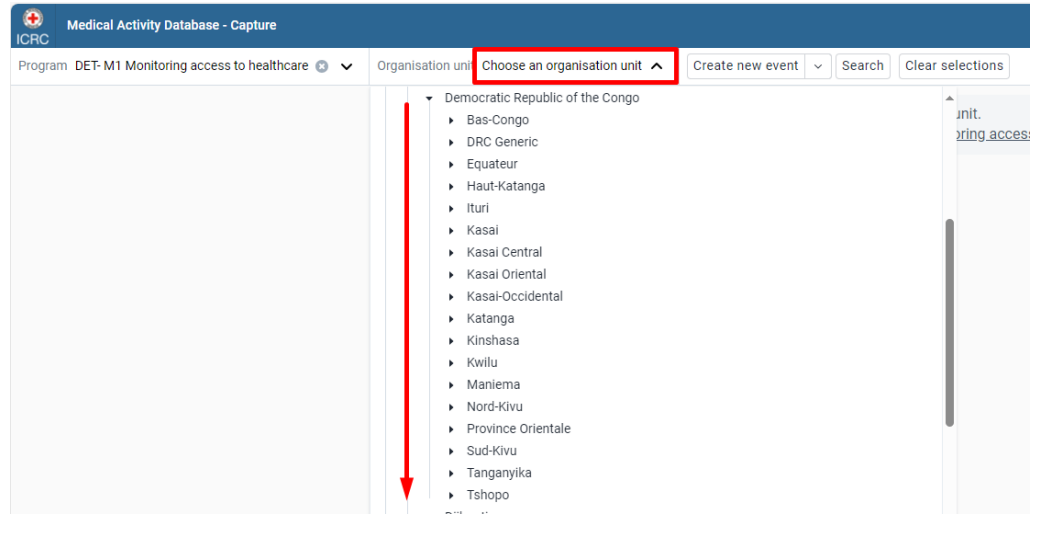 Medical Activity Database - Capture
ICRC
Program DET- M1 Monitoring access to healthcare
Organisation unit Choose an organisation unit
Create new event
Search
Clear selections
Democratic Republic of the Congo
unit.
Bas-Congo
oring access
DRC Generic
Equateur
Haut-Katanga
Ituri
Kasai
Kasai Central
Kasai Oriental
Kasai-Occidental
Katanga
Kinshasa
Kwilu
Maniema
Nord-Kivu
Province Orientale
Sud-Kivu
Tanganyika
Tshopo